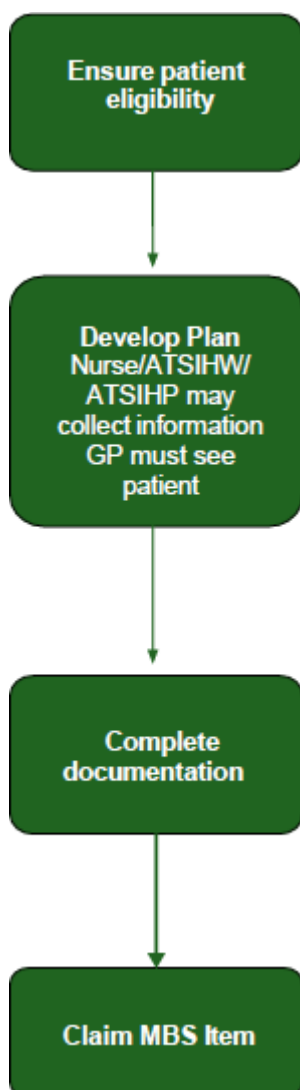 Ensure patient
eligibility
Develop Plan
Nurse/ATSIHW/
ATSIHP may
collect information
GP must see
patient
Complete
documentation
Claim MBS Item